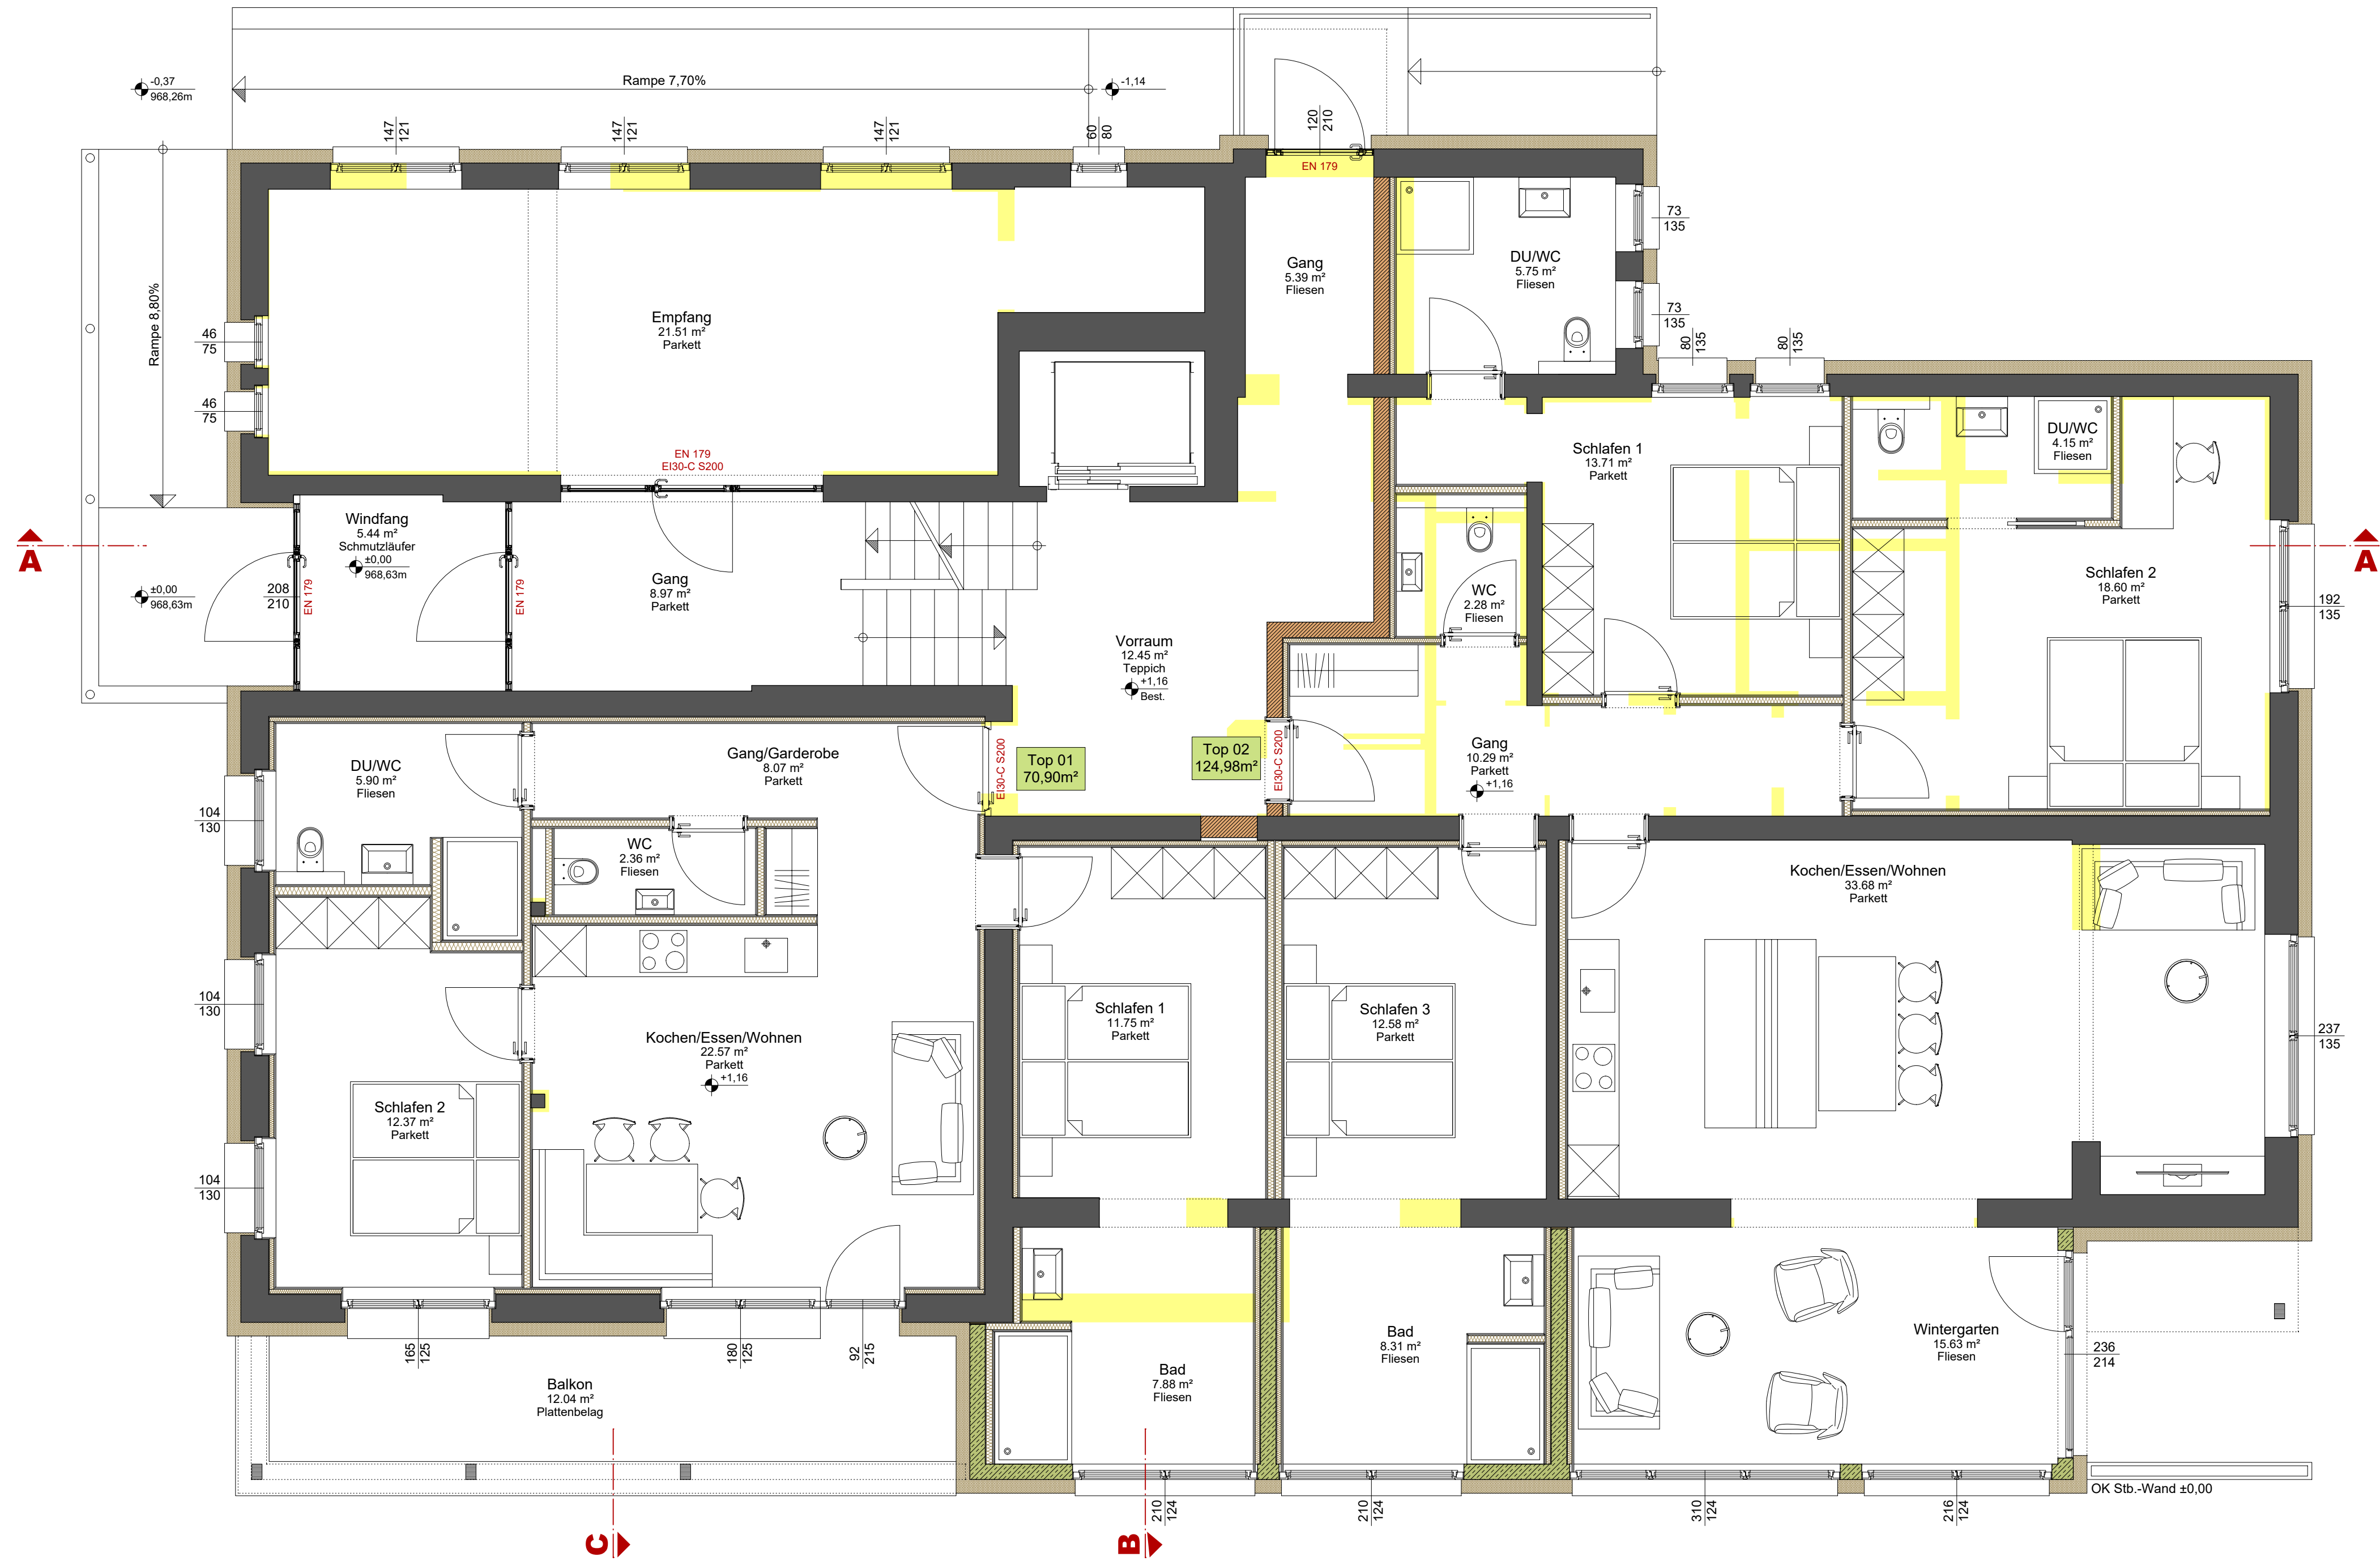 Rampe 7,70%
-0,37
968,26m
-1,14
147
121
147
121
147
121
60
80
120
210
EN 179
73
135
73
135
80
135
80
135
Rampe 8,80%
46
75
46
75
Empfang
21.51 m²
Parkett
EN 179
EI30-C S200
Gang
5.39 m²
Fliesen
DU/WC
5.75 m²
Fliesen
Schlafen 1
13.71 m²
Parkett
DU/WC
4.15 m²
Fliesen
A
A
Windfang
5.44 m²
Schmutzläufer
±0,00
968,63m
±0,00
968,63m
208
210
EN 179
EN 179
Gang
8.97 m²
Parkett
Vorraum
12.45 m²
Teppich
+1,16
Best.
WC
2.28 m²
Fliesen
Schlafen 2
18.60 m²
Parkett
192
135
DU/WC
5.90 m²
Fliesen
Gang/Garderobe
8.07 m²
Parkett
EI30-C S200
Top 01
70,90m²
Top 02
124,98m²
EI30-C S200
Gang
10.29 m²
Parkett
+1,16
104
130
WC
2.36 m²
Fliesen
Kochen/Essen/Wohnen
33.68 m²
Parkett
104
130
Kochen/Essen/Wohnen
22.57 m²
Parkett
+1,16
Schlafen 1
11.75 m²
Parkett
Schlafen 3
12.58 m²
Parkett
237
135
Schlafen 2
12.37 m²
Parkett
104
130
165
125
180
125
92
215
Balkon
12.04 m²
Plattenbelag
Bad
7.88 m²
Fliesen
Bad
8.31 m²
Fliesen
Wintergarten
15.63 m²
Fliesen
236
214
OK Stb.-Wand ±0,00
210
124
210
124
310
124
216
124
C
B